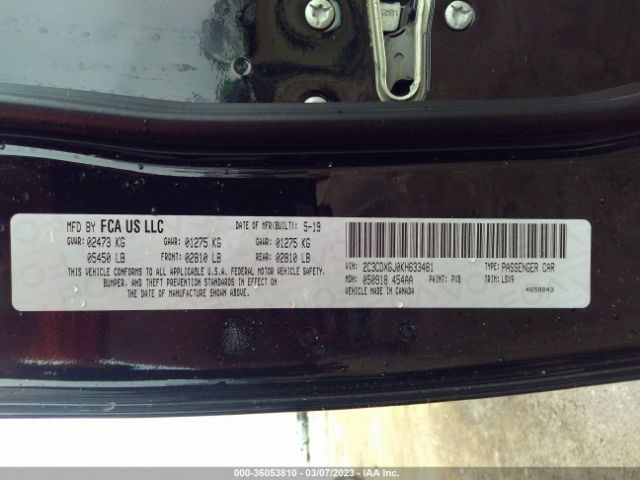 MFD BY FCA US LLC DATE OF MFR(BUILT): 5-19
GVWR: 02473 KG GAWR: 01275 KG GAWR: 01275 KG
05450 LB FRONT: 02810 LB REAR: 02810 LB
THIS VEHICLE CONFORMS TO ALL APPLICABLE U.S.A. FEDERAL MOTOR VEHICLE SAFETY,
BUMPER, AND THEFT PREVENTION STANDARDS IN EFFECT ON
THE DATE OF MANUFACTURE SHOWN ABOVE.
VIN: 2C3CDXGJ0KH633481 TYPE: PASSENGER CAR
MDH: 050918 454AA PAINT: PX8 TRIM: LSX9
VEHICLE MADE IN CANADA 4658843
000-36053810 - 03/07/2023 - IAA Inc.